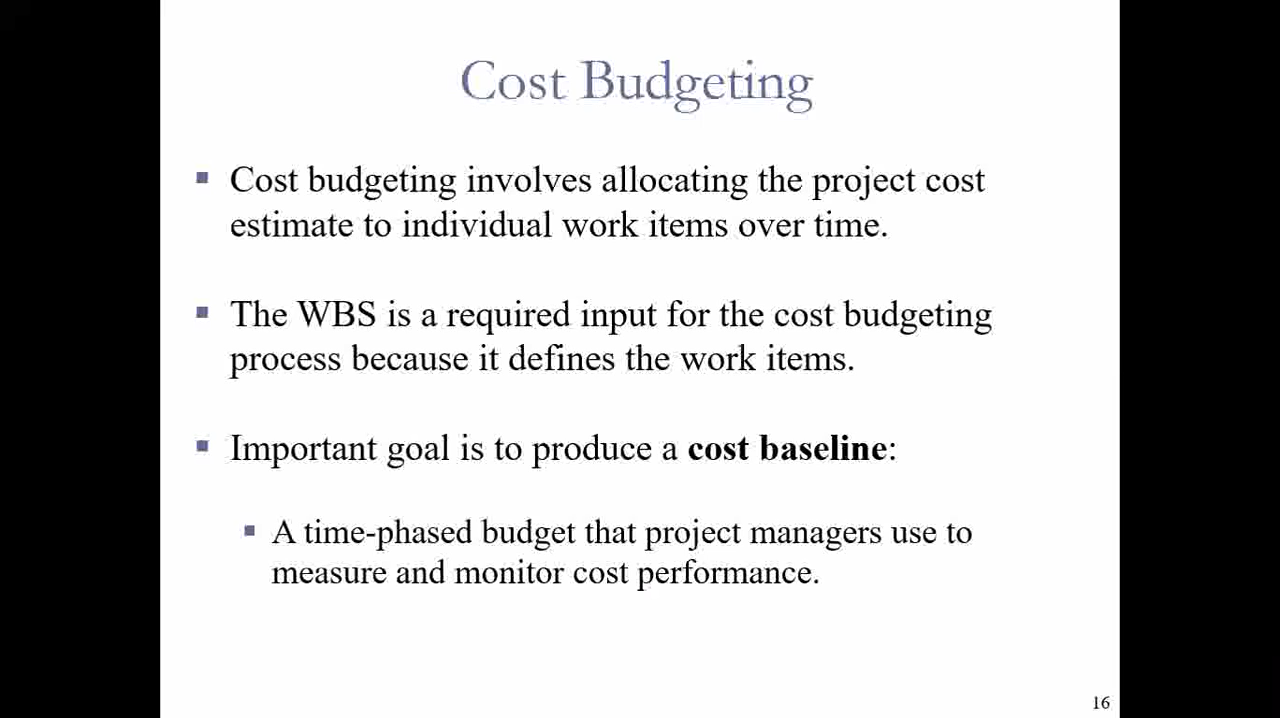 Cost Budgeting
▪ Cost budgeting involves allocating the project cost
estimate to individual work items over time.
▪ The WBS is a required input for the cost budgeting
process because it defines the work items.
▪ Important goal is to produce a cost baseline:
▪ A time-phased budget that project managers use to
measure and monitor cost performance.
16